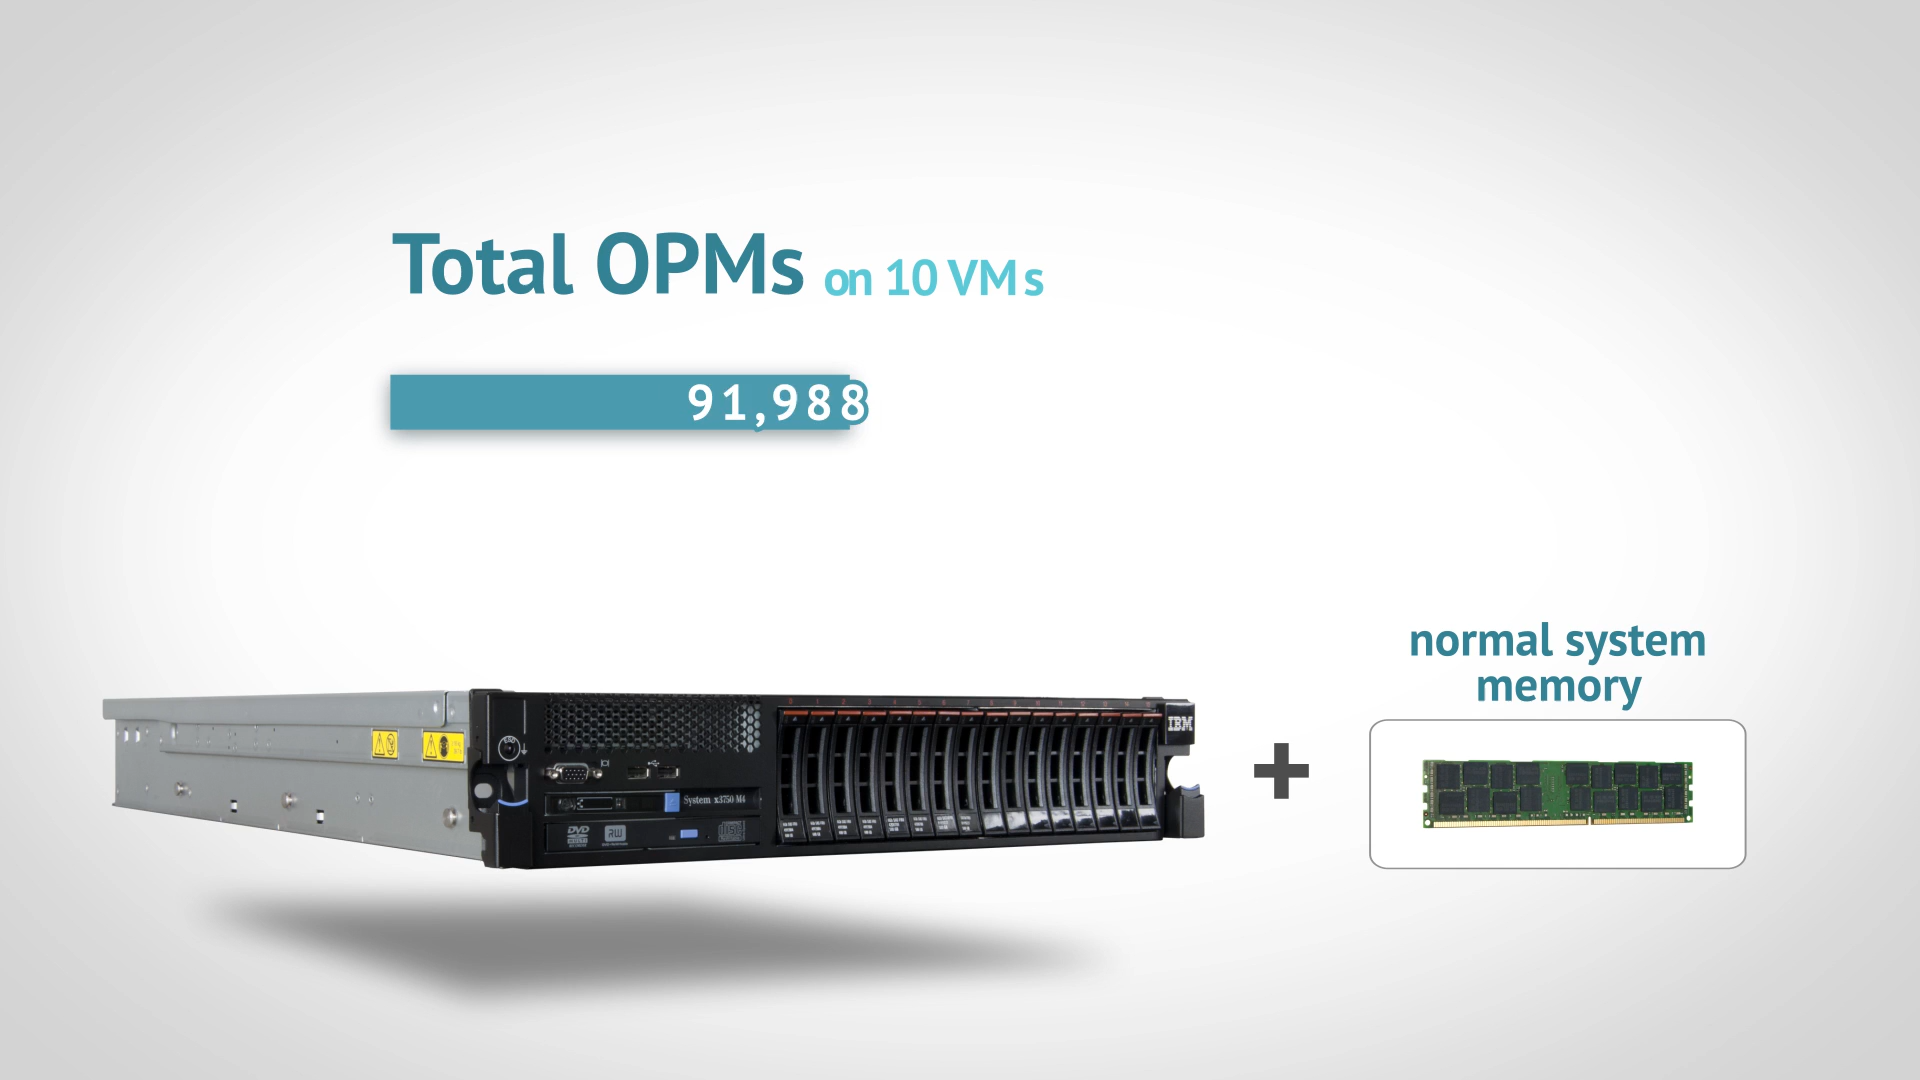 Total OPMs on 10 VMs
91,988
normal system
memory
IBM
System x3750 M4
DVD
RW